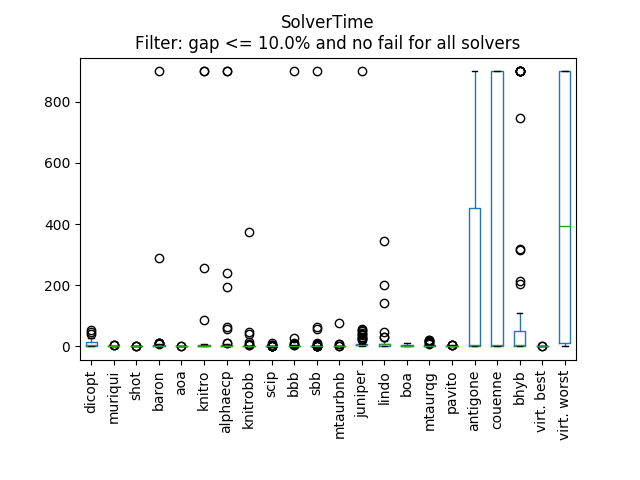 SolverTime
Filter: gap <= 10.0% and no fail for all solvers
800
600
400
200
0
dicopt
muriqui
shot
baron
aoa
knitro
alphaecp
knitrobb
scip
bbb
sbb
mtaurbnb
juniper
lindo
boa
mtaurqg
pavito
antigone
couenne
bhyb
virt. best
virt. worst